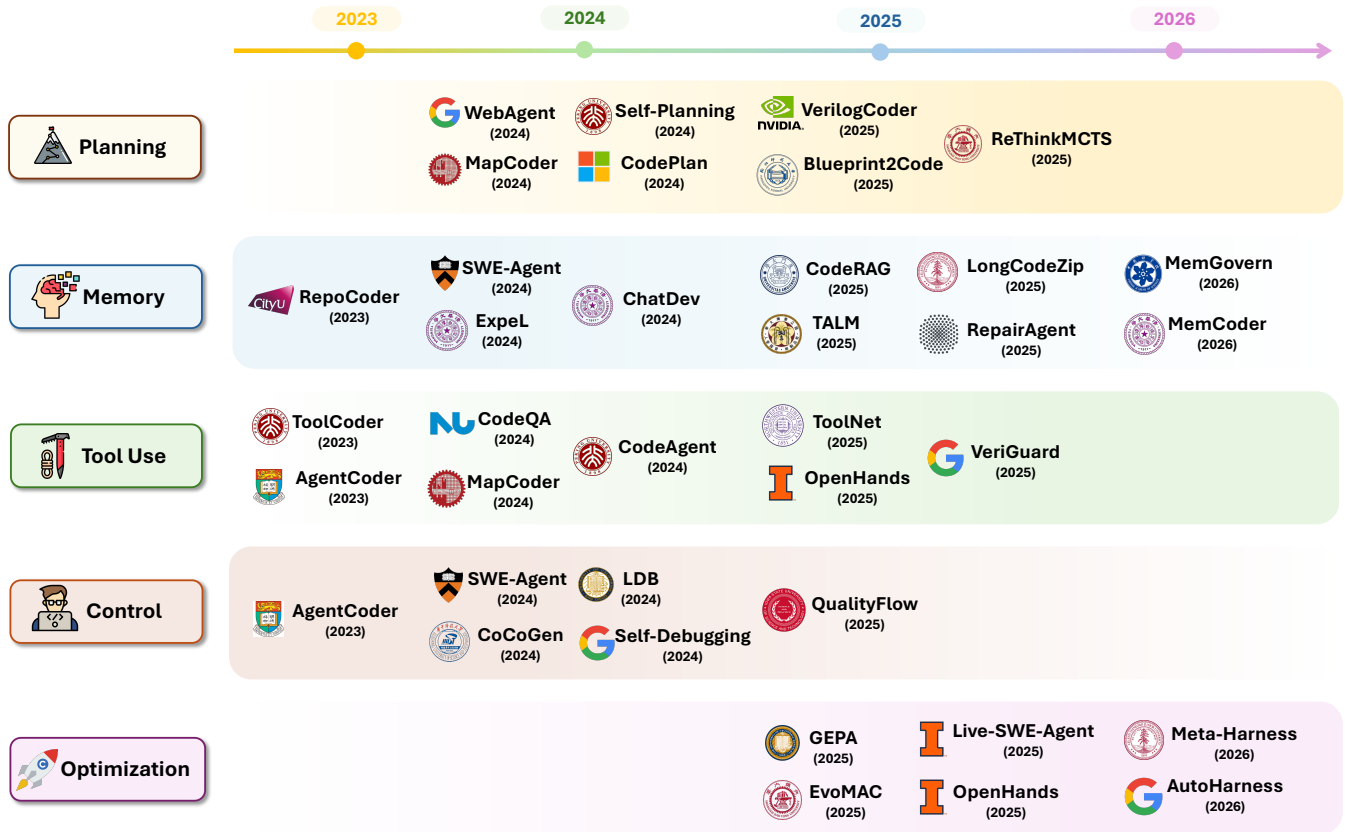 2023
2024
2025
2026
Planning
WebAgent
(2024)
Self-Planning
(2024)
MapCoder
(2024)
CodePlan
(2024)
NVIDIA.
VerilogCoder
(2025)
Blueprint2Code
(2025)
ReThinkMCTS
(2025)
Memory
CityU
RepoCoder
(2023)
SWE-Agent
(2024)
ExpeL
(2024)
ChatDev
(2024)
CodeRAG
(2025)
TALM
(2025)
LongCodeZip
(2025)
RepairAgent
(2025)
MemGovern
(2026)
MemCoder
(2026)
Tool Use
ToolCoder
(2023)
AgentCoder
(2023)
CodeQA
(2024)
MapCoder
(2024)
CodeAgent
(2024)
ToolNet
(2025)
OpenHands
(2025)
VeriGuard
(2025)
Control
AgentCoder
(2023)
SWE-Agent
(2024)
CoCoGen
(2024)
LDB
(2024)
Self-Debugging
(2024)
QualityFlow
(2025)
C
Optimization
GEPA
(2025)
EvoMAC
(2025)
Live-SWE-Agent
(2025)
OpenHands
(2025)
Meta-Harness
(2026)
AutoHarness
(2026)